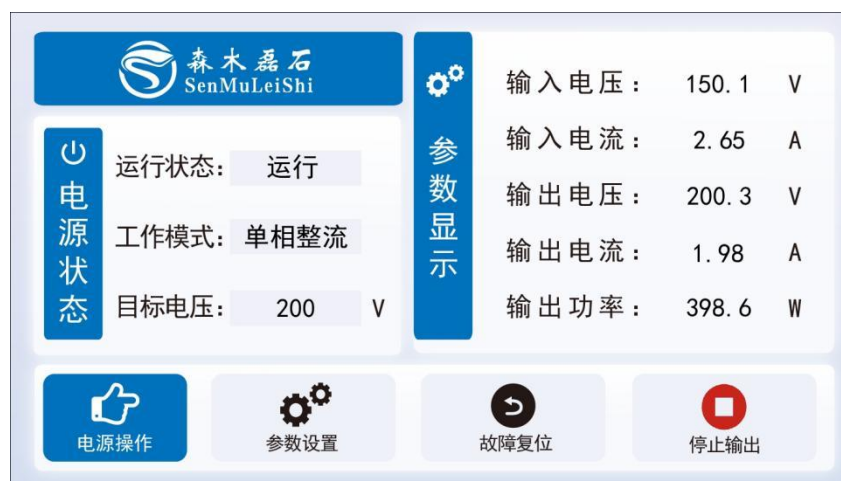 森木磊石
SenMuLeiShi
电源状态
运行状态： 运行
工作模式： 单相整流
目标电压： 200 V
参数显示
输入电压： 150.1 V
输入电流： 2.65 A
输出电压： 200.3 V
输出电流： 1.98 A
输出功率： 398.6 W
电源操作
参数设置
故障复位
停止输出